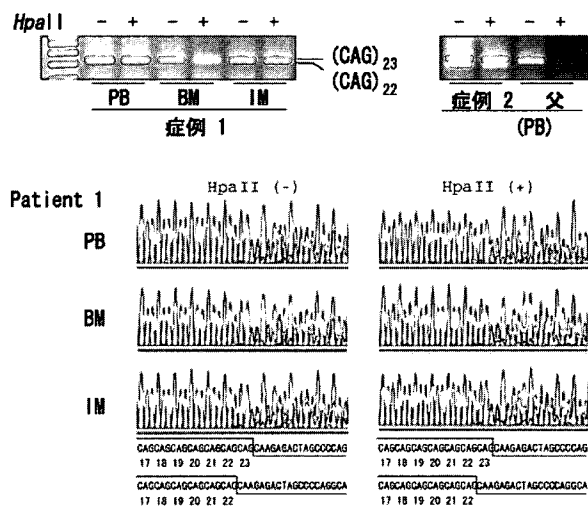 HpaII - + - + - + - +  - +
(CAG)23
(CAG)22
PB BM IM
症例 1
症例 2 父
(PB)
Patient 1
HpaII (-) HpaII (+)
PB
BM
IM
CAGCAGCAGCAGCAGCAGCAGCAAGAGACTAGCCCCAG CAGCAGCAGCAGCAGCAGCAGCAAGAGACTAGCCCCAG
17 18 19 20 21 22 23 17 18 19 20 21 22 23
CAGCAGCAGCAGCAGCAGCAAGAGACTAGCCCCAGGCA CAGCAGCAGCAGCAGCAGCAAGAGACTAGCCCCAGGCA
17 18 19 20 21 22 17 18 19 20 21 22